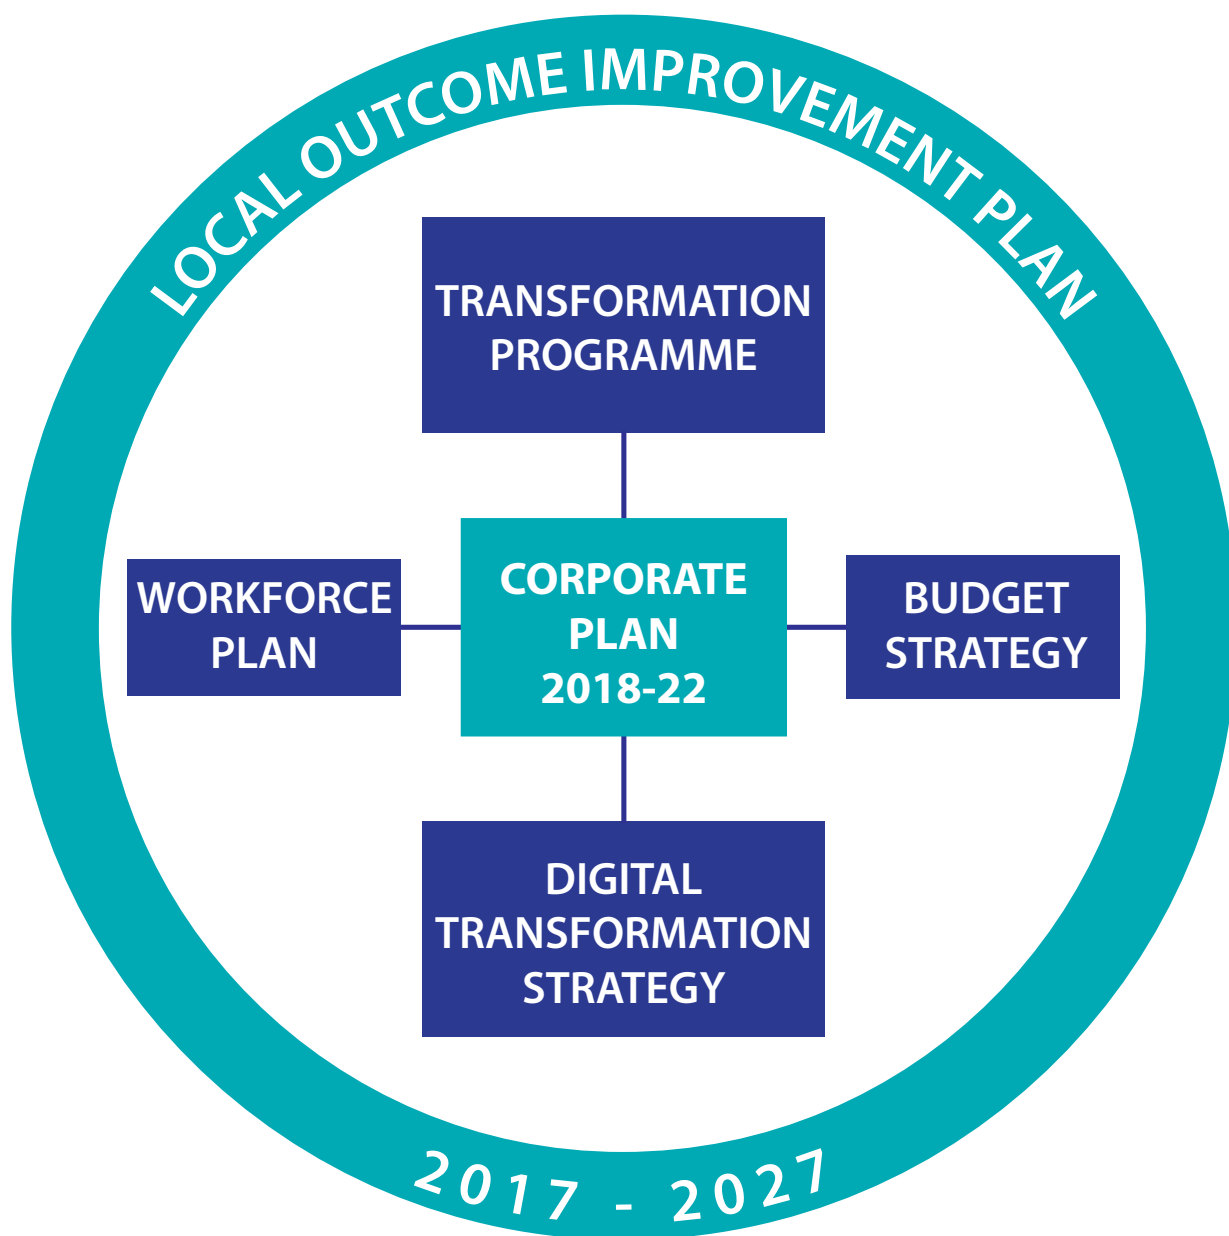 LOCAL OUTCOME IMPROVEMENT PLAN
TRANSFORMATION
PROGRAMME
WORKFORCE
PLAN
CORPORATE
PLAN
2018-22
BUDGET
STRATEGY
DIGITAL
TRANSFORMATION
STRATEGY
2017 - 2027